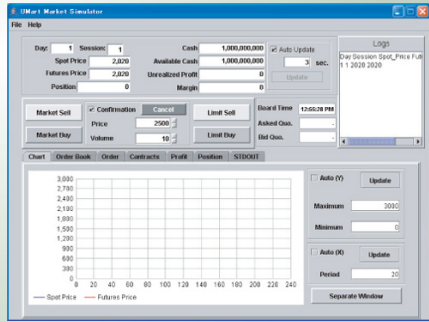 UMart Market Simulator
File Help
Day: 1 Session: 1 Cash 1,000,000,000 Auto Update
Spot Price 2,020 Available Cash 1,000,000,000 3 sec.
Futures Price 2,020 Unrealized Profit 0 Update
Position 0 Margin 0
Logs
Day Session Spot_Price Fut
1 1 2020 2020
Market Sell Confirmation Cancel Limit Sell
Price 2500
Market Buy Volume 10 Limit Buy
Board Time 12:55:28 PM
Asked Quo. -
Bid Quo. -
Chart Order Book Order Contracts Profit Position STDOUT
3,000
2,700
2,400
2,100
1,800
1,500
1,200
900
600
300
0
0 20 40 60 80 100 120 140 160 180 200 220 240
Spot Price Futures Price
Auto (Y) Update
Maximum 3000
Minimum 0
Auto (X) Update
Period 20
Separate Window